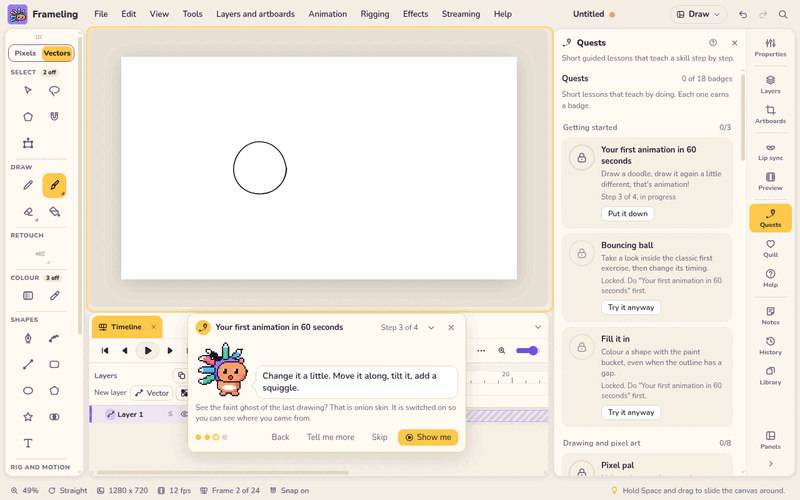 Frameling
File Edit View Tools Layers and artboards Animation Rigging Effects Streaming Help
Untitled
Draw
Pixels Vectors
SELECT 2 off
DRAW
RETOUCH
COLOUR 3 off
SHAPES
RIG AND MOTION
Timeline
Layers
New layer Vector
Layer 1 S
20
Your first animation in 60 seconds Step 3 of 4
Change it a little. Move it along, tilt it, add a
squiggle.
See the faint ghost of the last drawing? That is onion skin. It is switched on so
you can see where you came from.
Back Tell me more Skip Show me
Quests
Short guided lessons that teach a skill step by step.
Quests 0 of 18 badges
Short lessons that teach by doing. Each one earns
a badge.
Getting started 0/3
Your first animation in 60
seconds
Draw a doodle, draw it again a little
different, that's animation!
Step 3 of 4, in progress
Put it down
Bouncing ball
Take a look inside the classic first
exercise, then change its timing.
Locked. Do "Your first animation in 60
seconds" first.
Try it anyway
Fill it in
Colour a shape with the paint
bucket, even when the outline has a
gap.
Locked. Do "Your first animation in 60
seconds" first.
Try it anyway
Drawing and pixel art 0/8
Pixel pal
Properties
Layers
Artboards
Lip sync
Preview
Quests
Quill
Help
Notes
History
Library
Panels
49% Straight 1280 x 720 12 fps Frame 2 of 24 Snap on
Hold Space and drag to slide the canvas around.